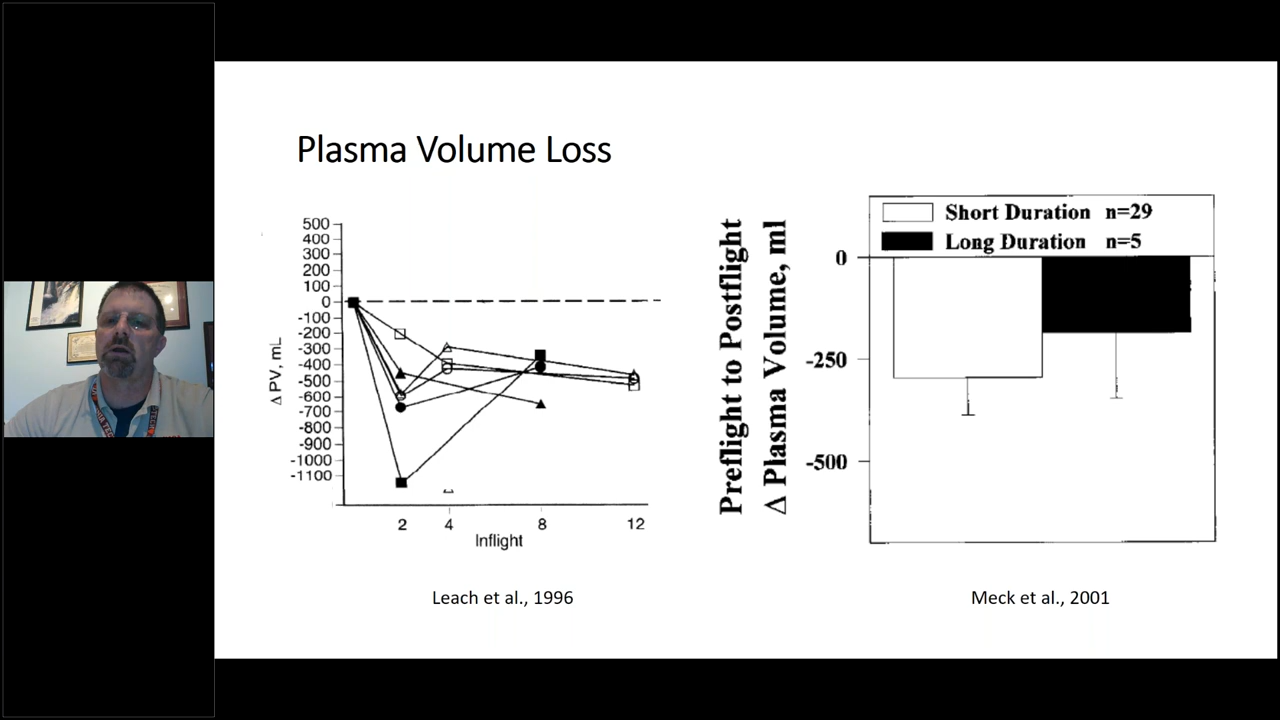 Plasma Volume Loss
500
400
300
200
100
0
-100
-200
-300
-400
-500
-600
-700
-800
-900
-1000
-1100
Δ PV, mL
2 4 8 12
Inflight
Leach et al., 1996
Preflight to Postflight
Δ Plasma Volume, ml
Short Duration n=29
Long Duration n=5
0
-250
-500
Meck et al., 2001